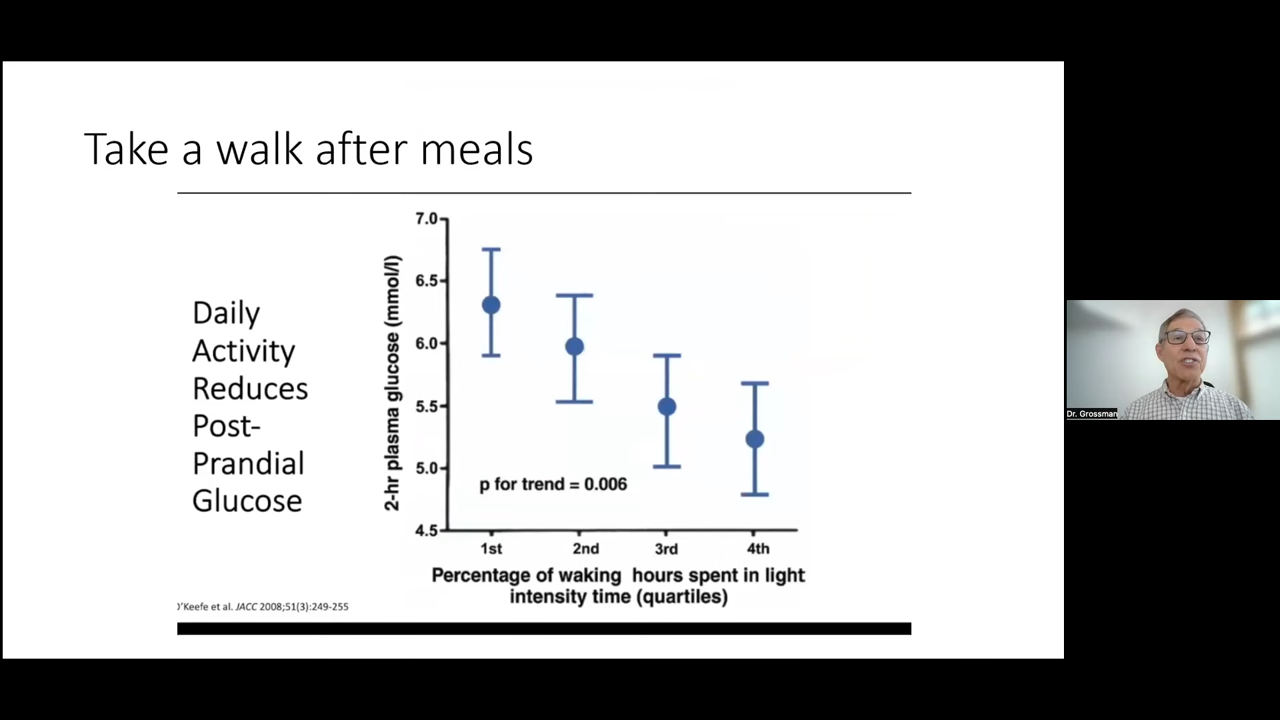 Take a walk after meals
Daily
Activity
Reduces
Post-
Prandial
Glucose
2-hr plasma glucose (mmol/l)
7.0
6.5
6.0
5.5
5.0
4.5
p for trend = 0.006
1st 2nd 3rd 4th
Percentage of waking hours spent in light
intensity time (quartiles)
'Keefe et al. JACC 2008;51(3):249-255
Dr. Grossman